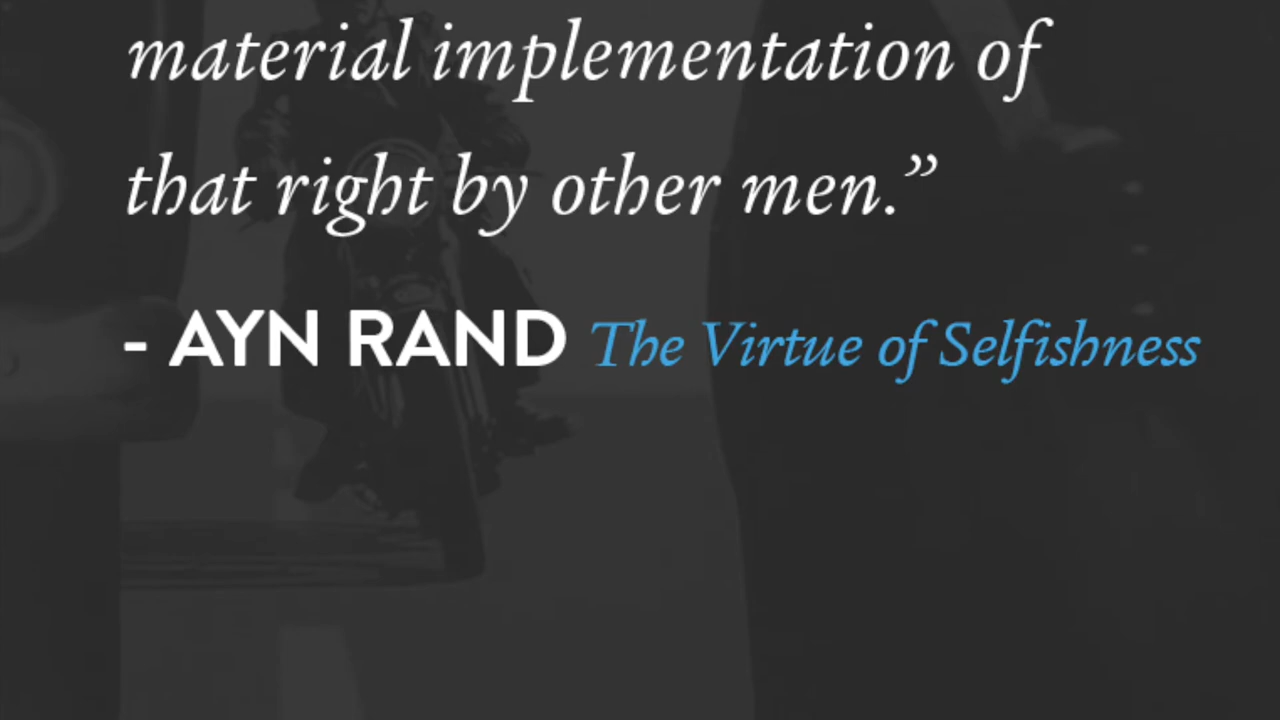 material implementation of
that right by other men.”
- AYN RAND The Virtue of Selfishness